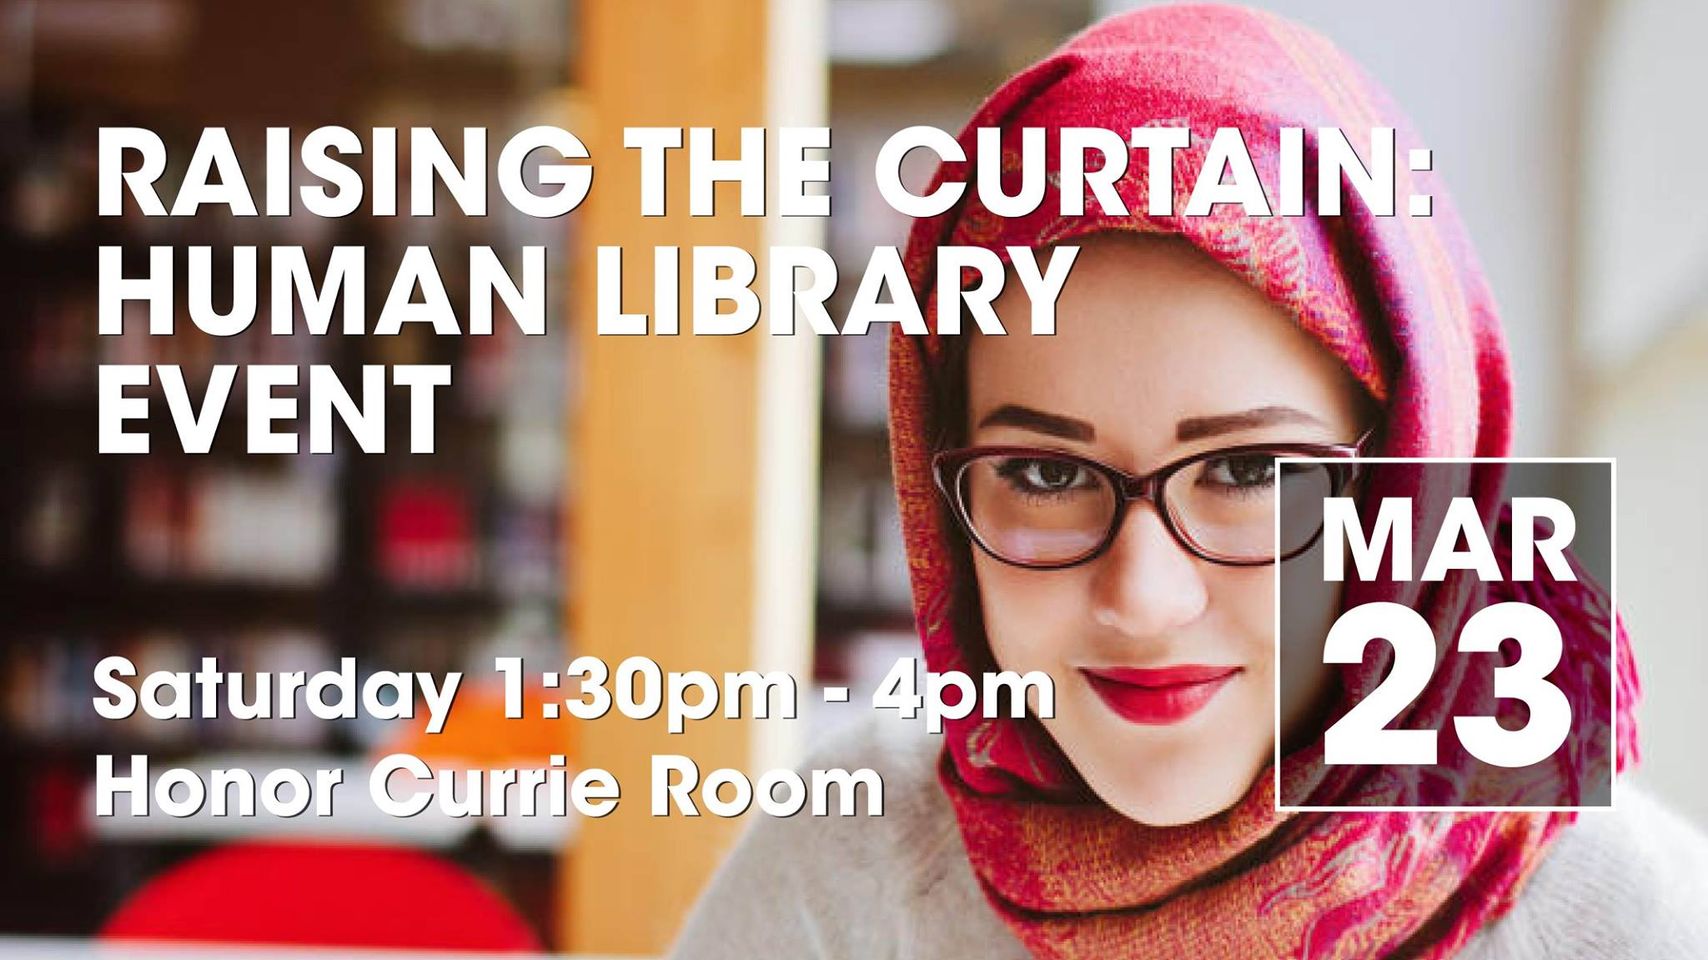 RAISING THE CURTAIN:
HUMAN LIBRARY
EVENT
MAR
23
Saturday 1:30pm - 4pm
Honor Currie Room